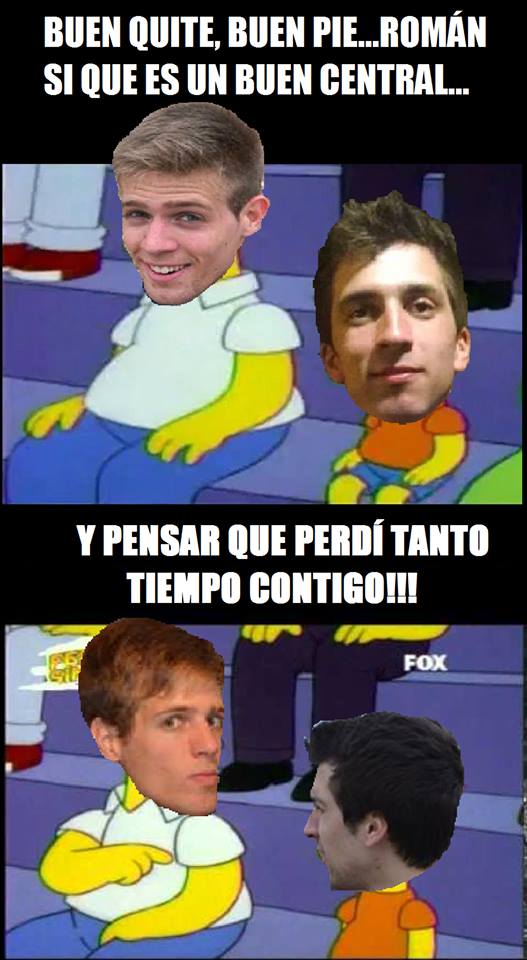 BUEN QUITE, BUEN PIE...ROMÁN
SI QUE ES UN BUEN CENTRAL...
Y PENSAR QUE PERDÍ TANTO
TIEMPO CONTIGO!!!
FOX